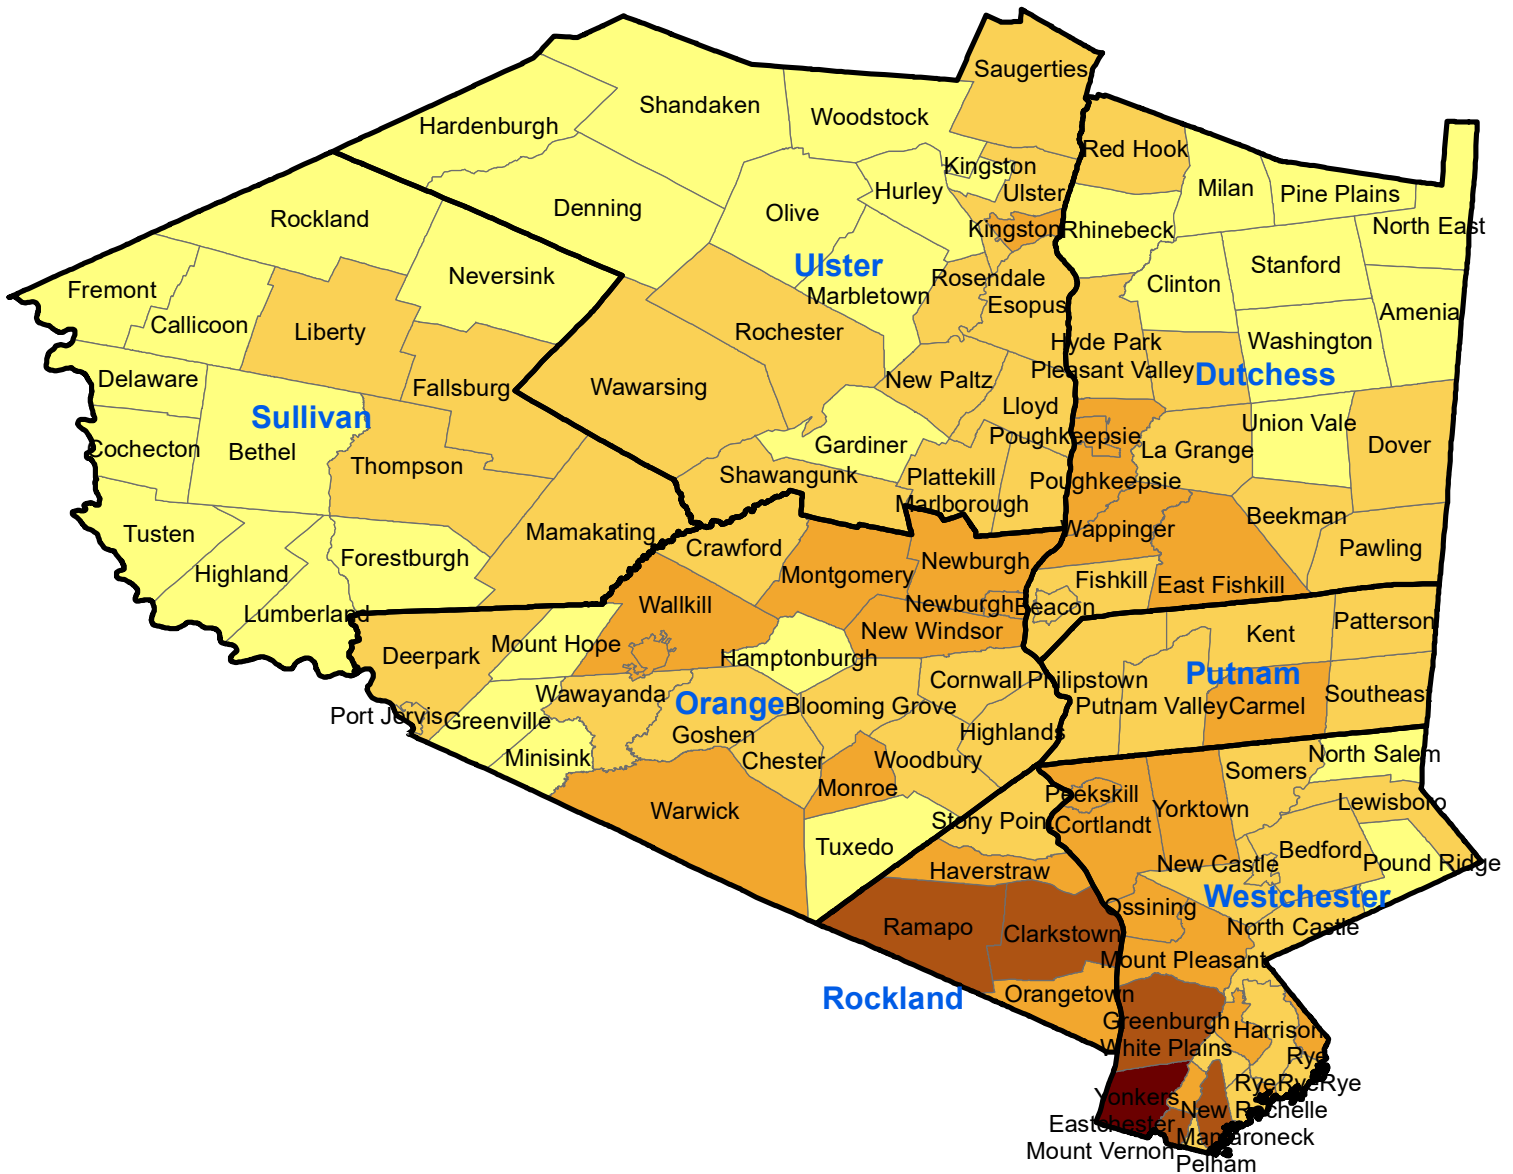 Saugerties
Shandaken
Woodstock
Hardenburgh
Red Hook
Kingston
Milan
Pine Plains
Hurley
Ulster
Denning
Olive
Rockland
North East
Kingston
Rhinebeck
Ulster
Stanford
Neversink
Rosendale
Clinton
Fremont
Marbletown
Esopus
Amenia
Callicoon
Liberty
Rochester
Hyde Park
Washington
Pleasant Valley
Dutchess
Delaware
Fallsburg
Wawarsing
New Paltz
Sullivan
Lloyd
Union Vale
Cochecton
Bethel
Gardiner
Poughkeepsie
La Grange
Dover
Thompson
Shawangunk
Plattekill
Poughkeepsie
Marlborough
Tusten
Mamakating
Wappinger
Beekman
Forestburgh
Crawford
Pawling
Highland
Montgomery
Newburgh
Fishkill
East Fishkill
Lumberland
Wallkill
Newburgh
Beacon
New Windsor
Kent
Patterson
Deerpark
Mount Hope
Hamptonburgh
Putnam
Cornwall
Philipstown
Wawayanda
Orange
Blooming Grove
Putnam Valley
Carmel
Southeast
Port Jervis
Greenville
Goshen
Highlands
Minisink
Chester
Woodbury
North Salem
Somers
Monroe
Peekskill
Warwick
Yorktown
Lewisboro
Stony Point
Cortlandt
Tuxedo
Bedford
New Castle
Pound Ridge
Haverstraw
Westchester
Ossining
Ramapo
Clarkstown
North Castle
Mount Pleasant
Rockland
Orangetown
Greenburgh
Harrison
White Plains
Rye
Rye
Rye
Rye
Yonkers
New Rochelle
Eastchester
Mamaroneck
Mount Vernon
Pelham